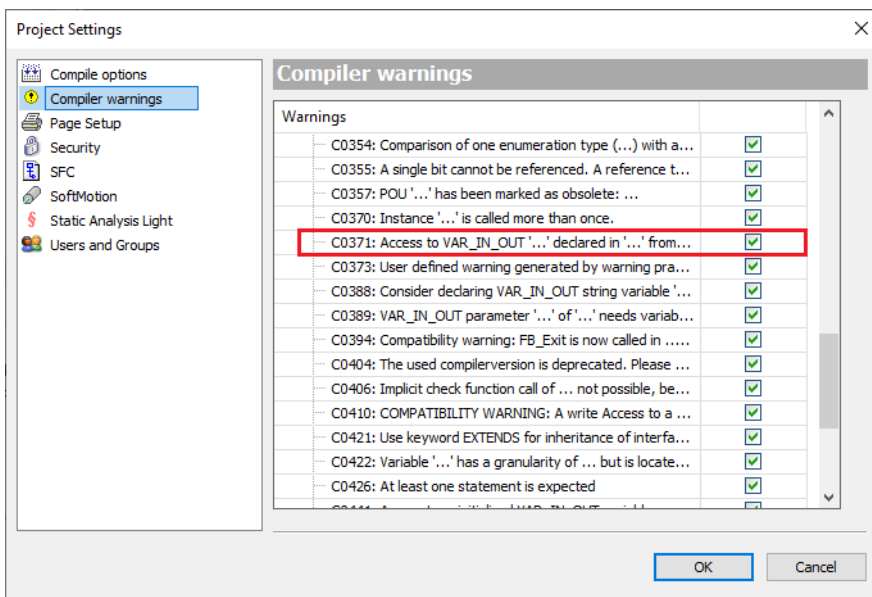 Project Settings
Compile options
Compiler warnings
Page Setup
Security
SFC
SoftMotion
Static Analysis Light
Users and Groups
Compiler warnings
Warnings
C0354: Comparison of one enumeration type (...) with a...
C0355: A single bit cannot be referenced. A reference t...
C0357: POU '...' has been marked as obsolete: ...
C0370: Instance '...' is called more than once.
C0371: Access to VAR_IN_OUT '...' declared in '...' from...
C0373: User defined warning generated by warning pra...
C0388: Consider declaring VAR_IN_OUT string variable '...
C0389: VAR_IN_OUT parameter '...' of '...' needs variab...
C0394: Compatibility warning: FB_Exit is now called in .....
C0404: The used compilerversion is deprecated. Please ...
C0406: Implicit check function call of ... not possible, be...
C0410: COMPATIBILITY WARNING: A write Access to a ...
C0421: Use keyword EXTENDS for inheritance of interfa...
C0422: Variable '...' has a granularity of ... but is locate...
C0426: At least one statement is expected
OK
Cancel